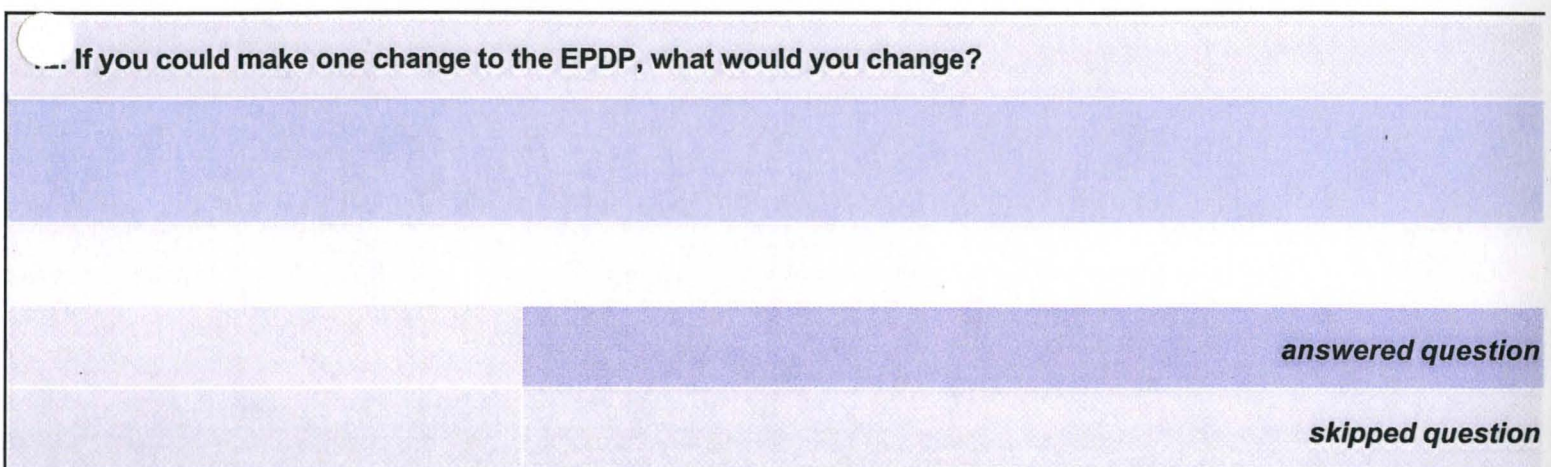 If you could make one change to the EPDP, what would you change?
answered question
skipped question